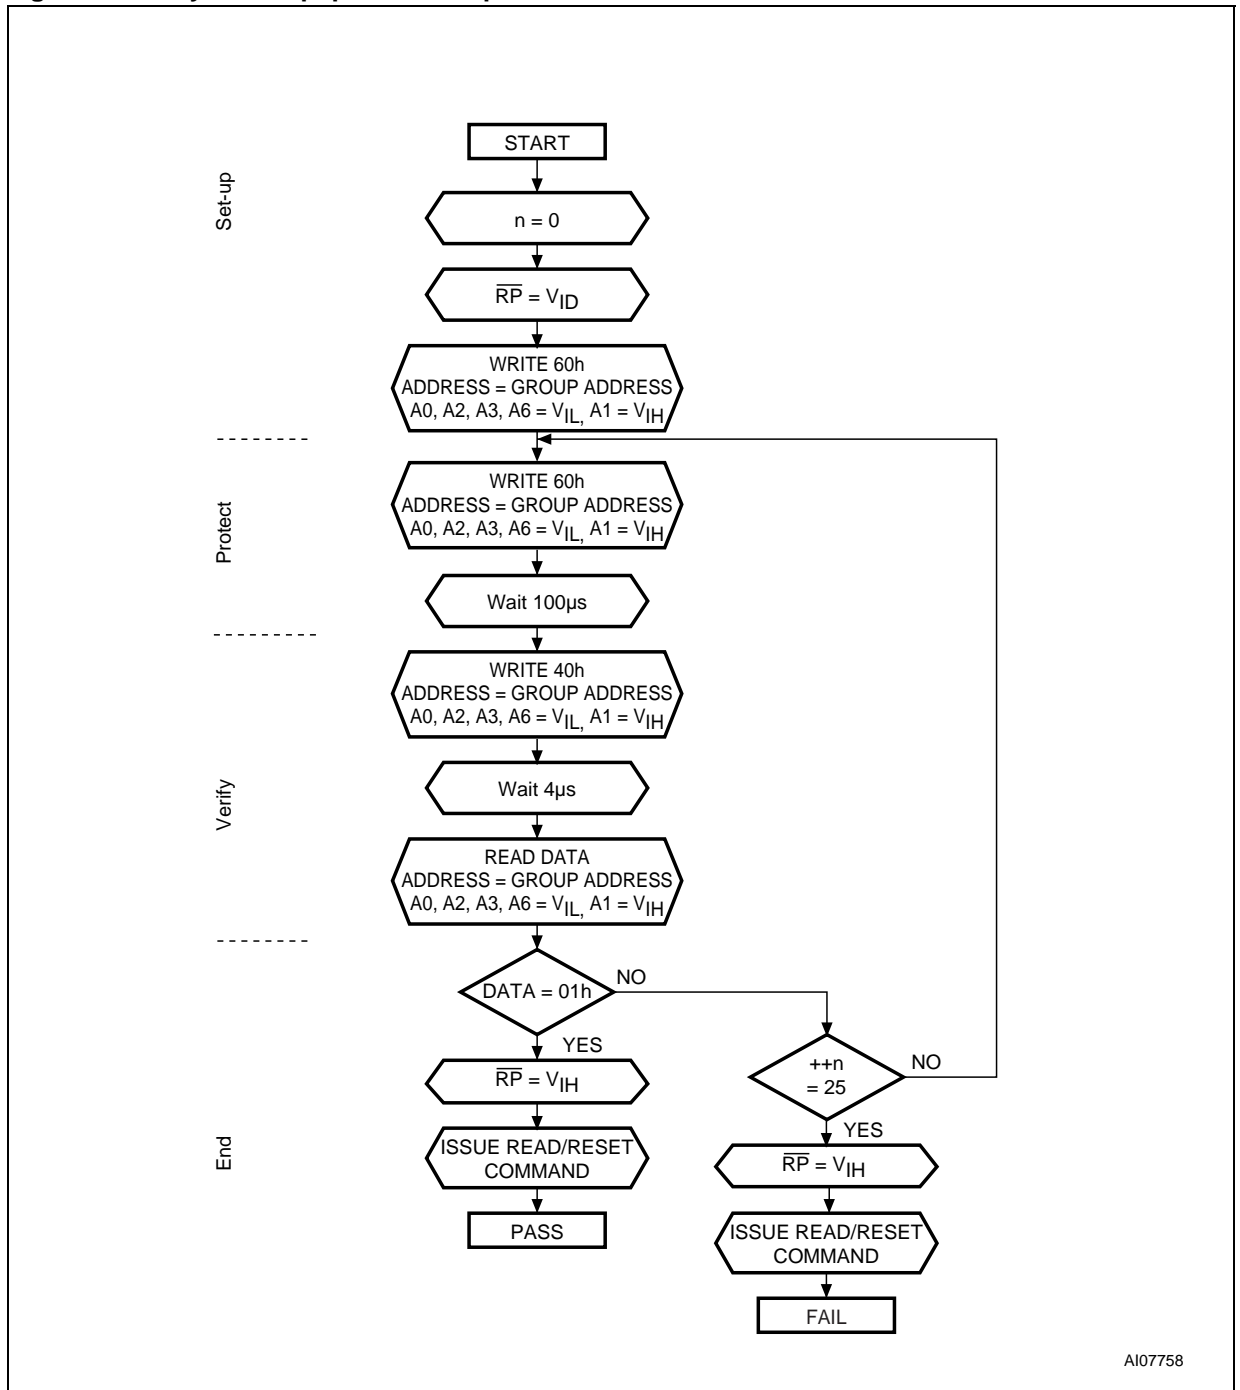 START
Set-up
n = 0
RP = VID
WRITE 60h
ADDRESS = GROUP ADDRESS
A0, A2, A3, A6 = VIL, A1 = VIH
Protect
WRITE 60h
ADDRESS = GROUP ADDRESS
A0, A2, A3, A6 = VIL, A1 = VIH
Wait 100µs
WRITE 40h
ADDRESS = GROUP ADDRESS
A0, A2, A3, A6 = VIL, A1 = VIH
Verify
Wait 4µs
READ DATA
ADDRESS = GROUP ADDRESS
A0, A2, A3, A6 = VIL, A1 = VIH
DATA = 01h
NO
YES
++n
= 25
NO
YES
End
RP = VIH
ISSUE READ/RESET
COMMAND
PASS
RP = VIH
ISSUE READ/RESET
COMMAND
FAIL
AI07758